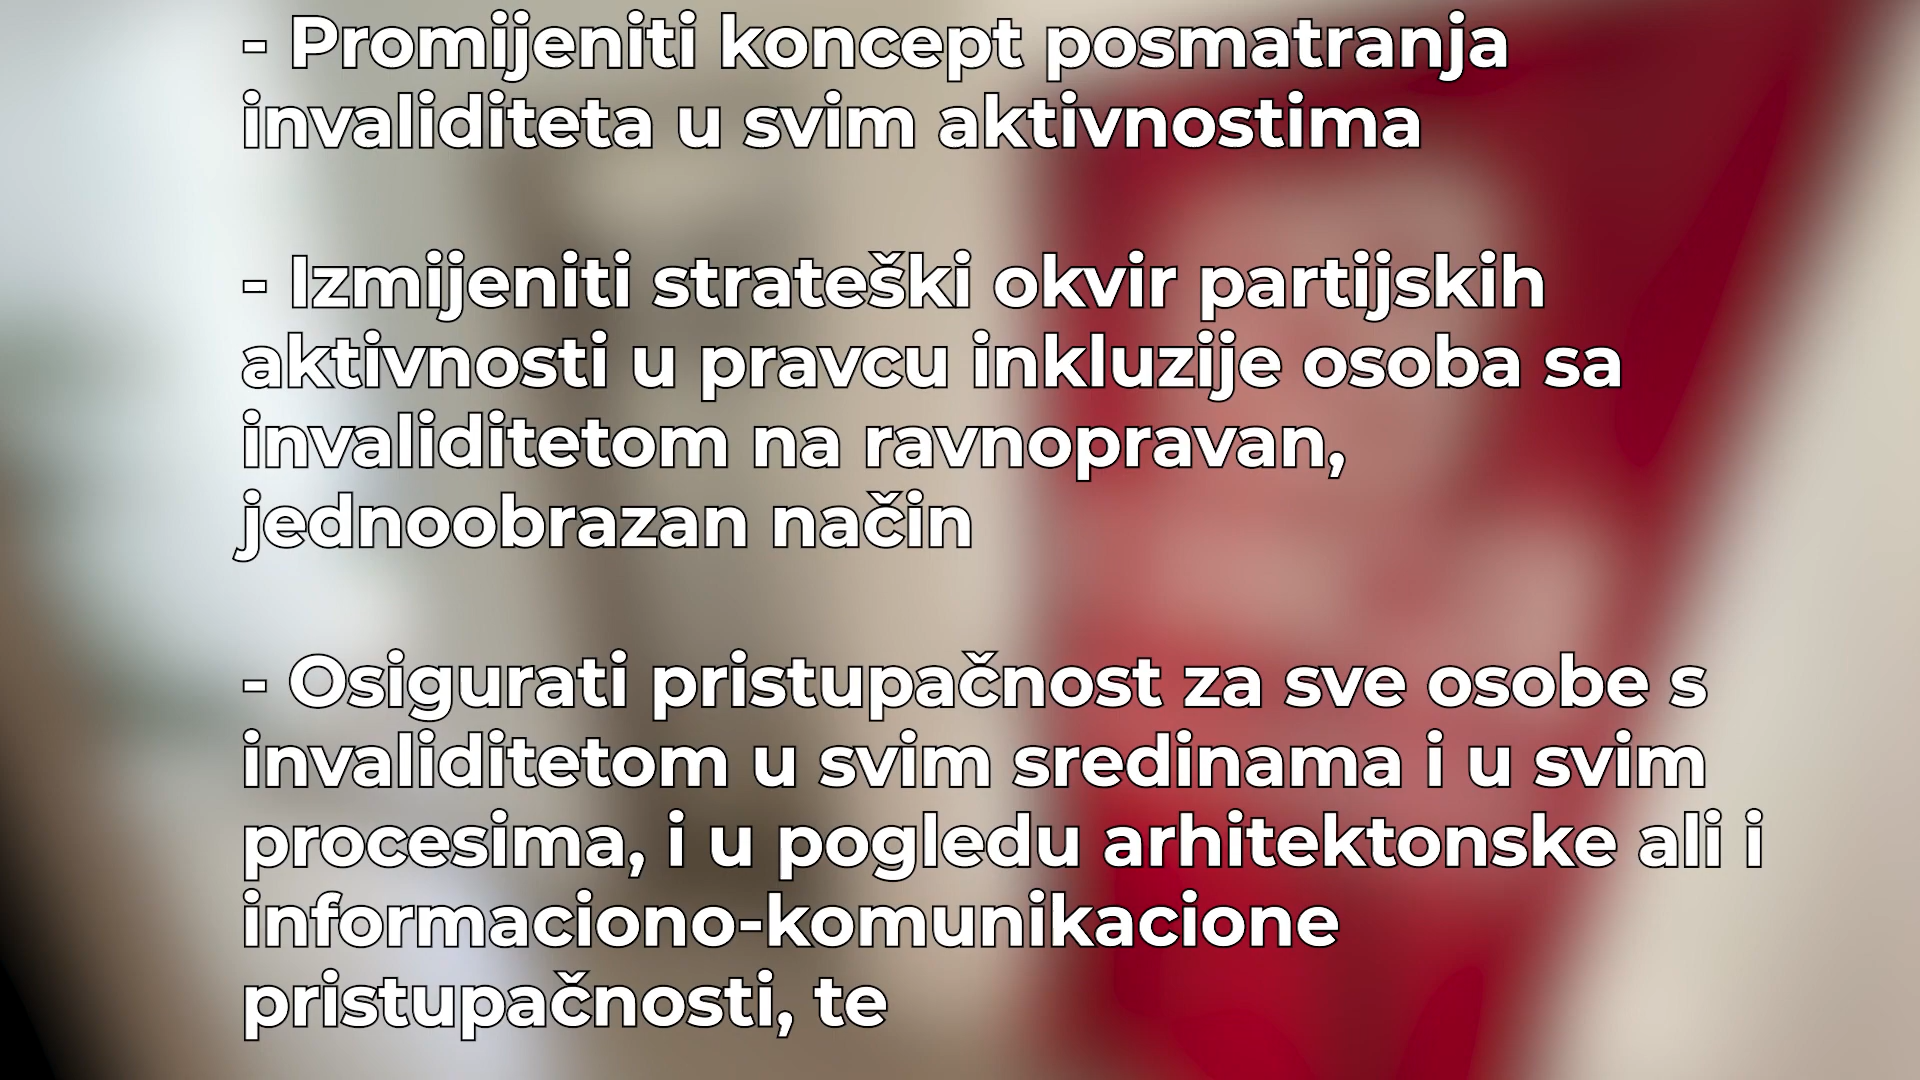 - Promijeniti koncept posmatranja
invaliditeta u svim aktivnostima
- Izmijeniti strateški okvir partijskih
aktivnosti u pravcu inkluzije osoba sa
invaliditetom na ravnopravan,
jednoobrazan način
- Osigurati pristupačnost za sve osobe s
invaliditetom u svim sredinama i u svim
procesima, i u pogledu arhitektonske ali i
informaciono-komunikacione
pristupačnosti, te